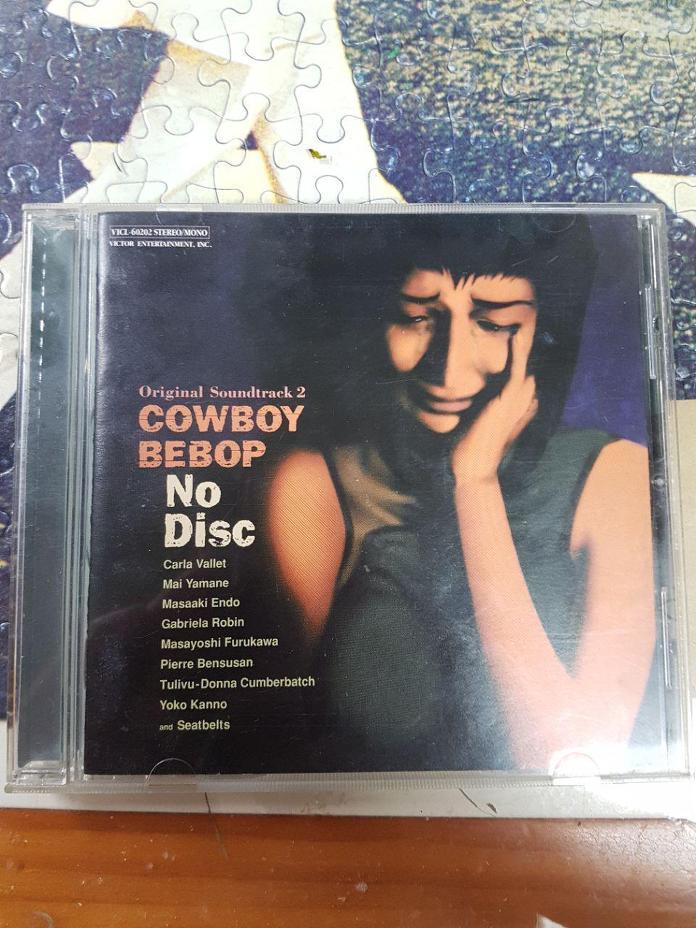 VICL-60202 STEREO/MONO
VICTOR ENTERTAINMENT, INC.
Original Soundtrack 2
COWBOY
BEBOP
No
Disc
Carla Vallet
Mai Yamane
Masaaki Endo
Gabriela Robin
Masayoshi Furukawa
Pierre Bensusan
Tulivu-Donna Cumberbatch
Yoko Kanno
and Seatbelts